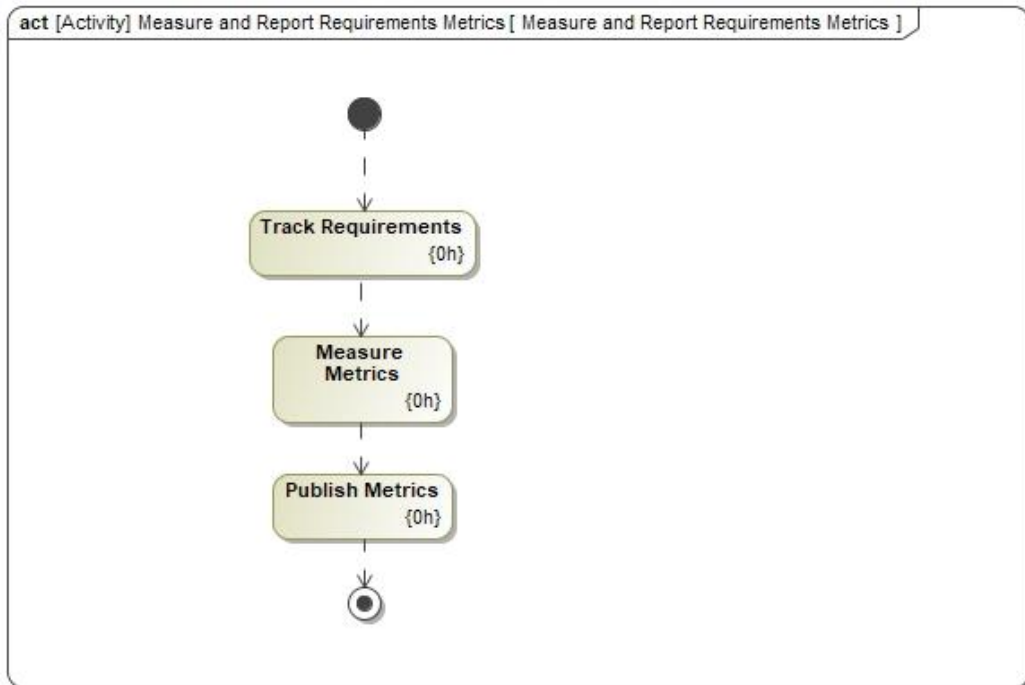 act [Activity] Measure and Report Requirements Metrics [ Measure and Report Requirements Metrics ]
Track Requirements
{0h}
Measure
Metrics
{0h}
Publish Metrics
{0h}